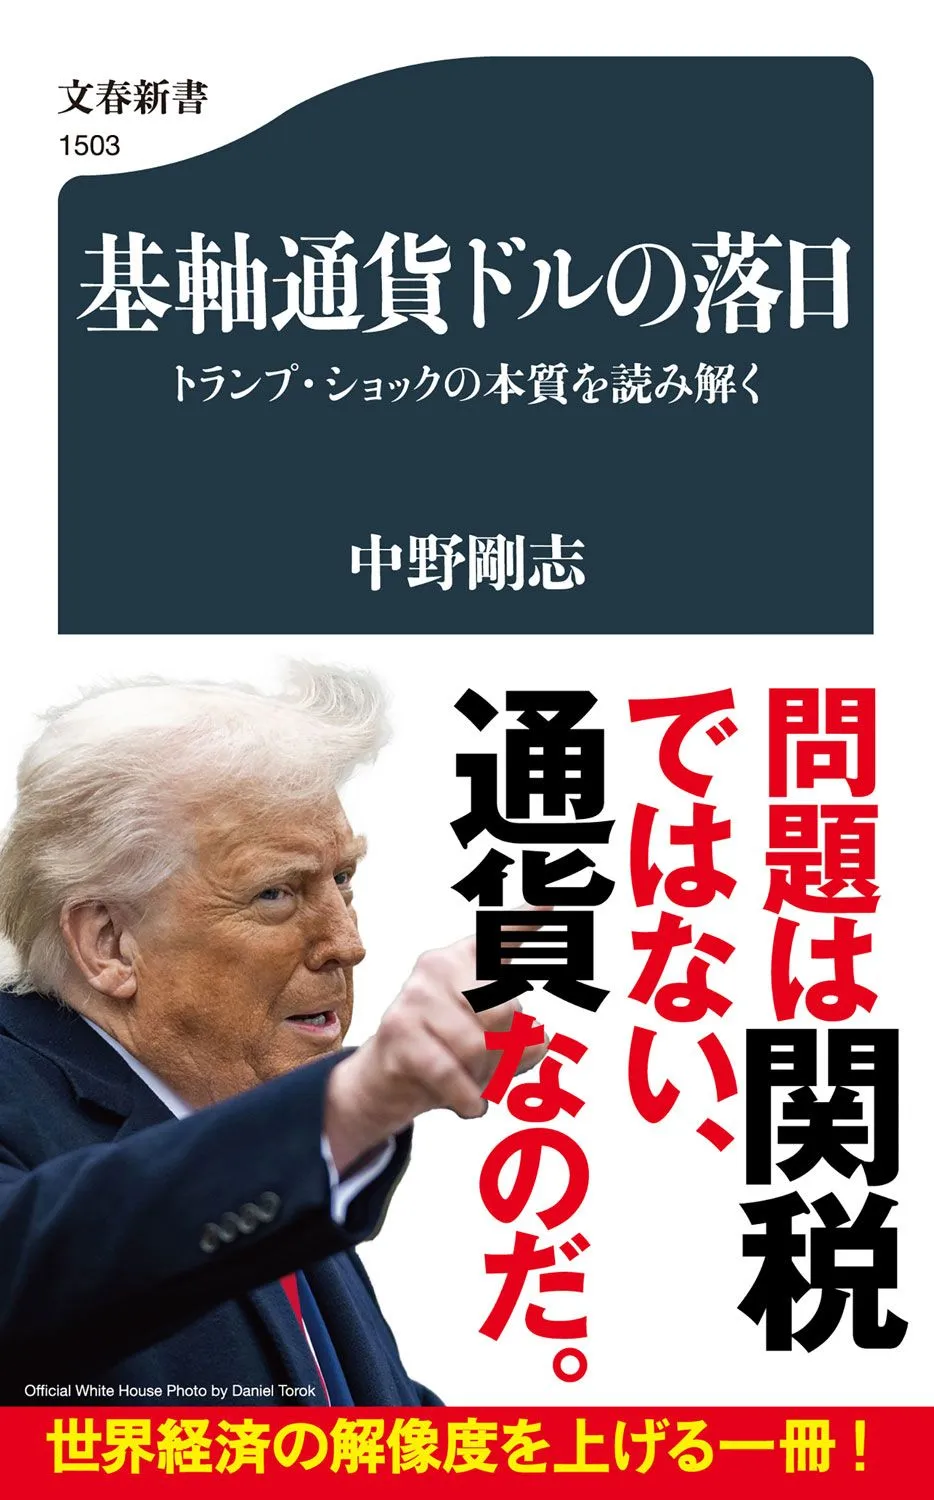 文春新書
1503
基軸通貨ドルの落日
トランプ・ショックの本質を読み解く
中野剛志
問題は関税
ではない、
通貨なのだ。
Official White House Photo by Daniel Torok
世界経済の解像度を上げる一冊！